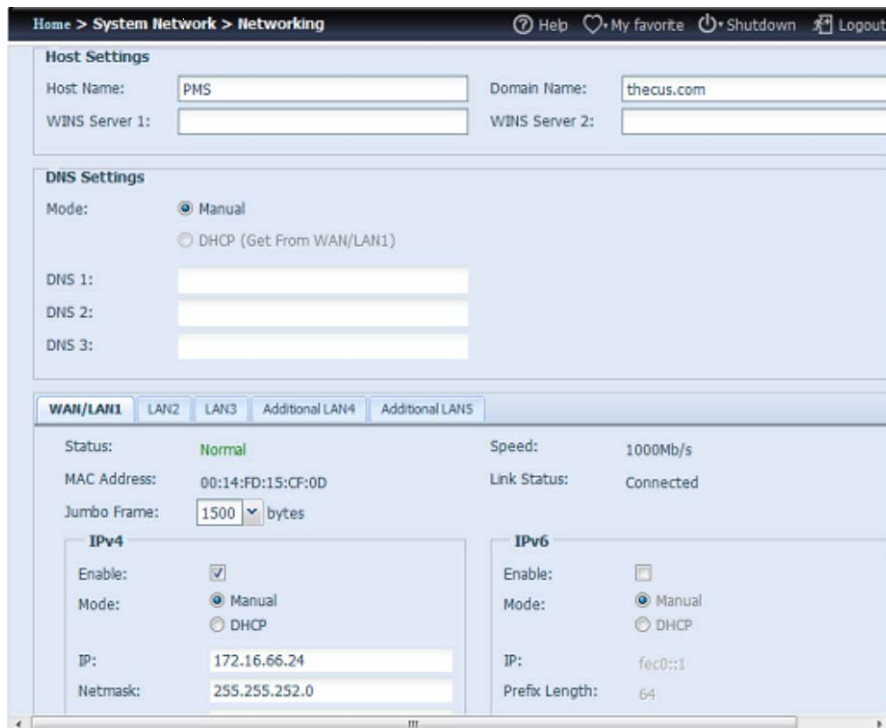 Home > System Network > Networking Help My favorite Shutdown Logout
Host Settings
Host Name: PMS Domain Name: thecus.com
WINS Server 1: WINS Server 2:
DNS Settings
Mode: Manual
DHCP (Get From WAN/LAN1)
DNS 1:
DNS 2:
DNS 3:
WAN/LAN1 LAN2 LAN3 Additional LAN4 Additional LAN5
Status: Normal Speed: 1000Mb/s
MAC Address: 00:14:FD:15:CF:0D Link Status: Connected
Jumbo Frame: 1500 bytes
IPv4 IPv6
Enable: Enable:
Mode: Manual Mode: Manual
DHCP DHCP
IP: 172.16.66.24 IP: fec0::1
Netmask: 255.255.252.0 Prefix Length: 64